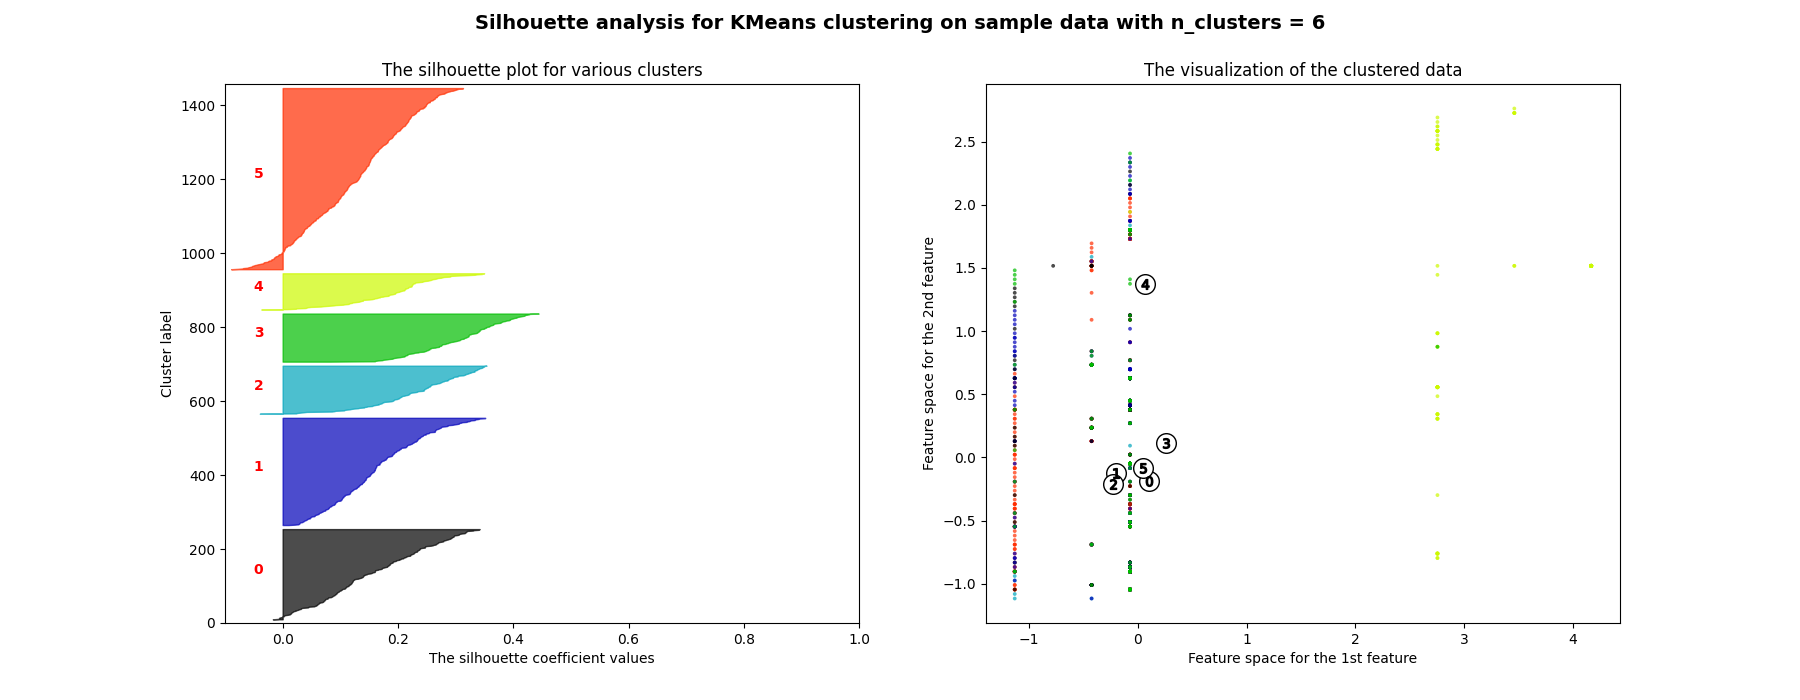 Silhouette analysis for KMeans clustering on sample data with n_clusters = 6
The silhouette plot for various clusters
Cluster label
1400
1200
1000
800
600
400
200
0
5
4
3
2
1
0
0.0 0.2 0.4 0.6 0.8 1.0
The silhouette coefficient values
The visualization of the clustered data
Feature space for the 2nd feature
2.5
2.0
1.5
1.0
0.5
0.0
−0.5
−1.0
4
3
1 5
2 0
−1 0 1 2 3 4
Feature space for the 1st feature